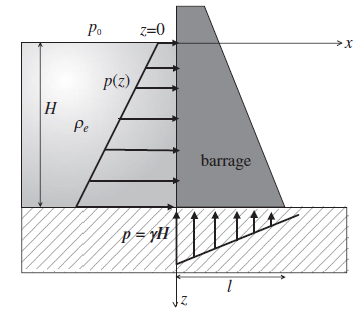 p₀
z=0
x
p(z)
H
ρₑ
barrage
p = γH
l
z